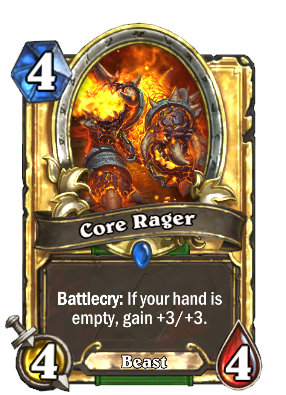 4
Core Rager
Battlecry: If your hand is
empty, gain +3/+3.
4
Beast
4